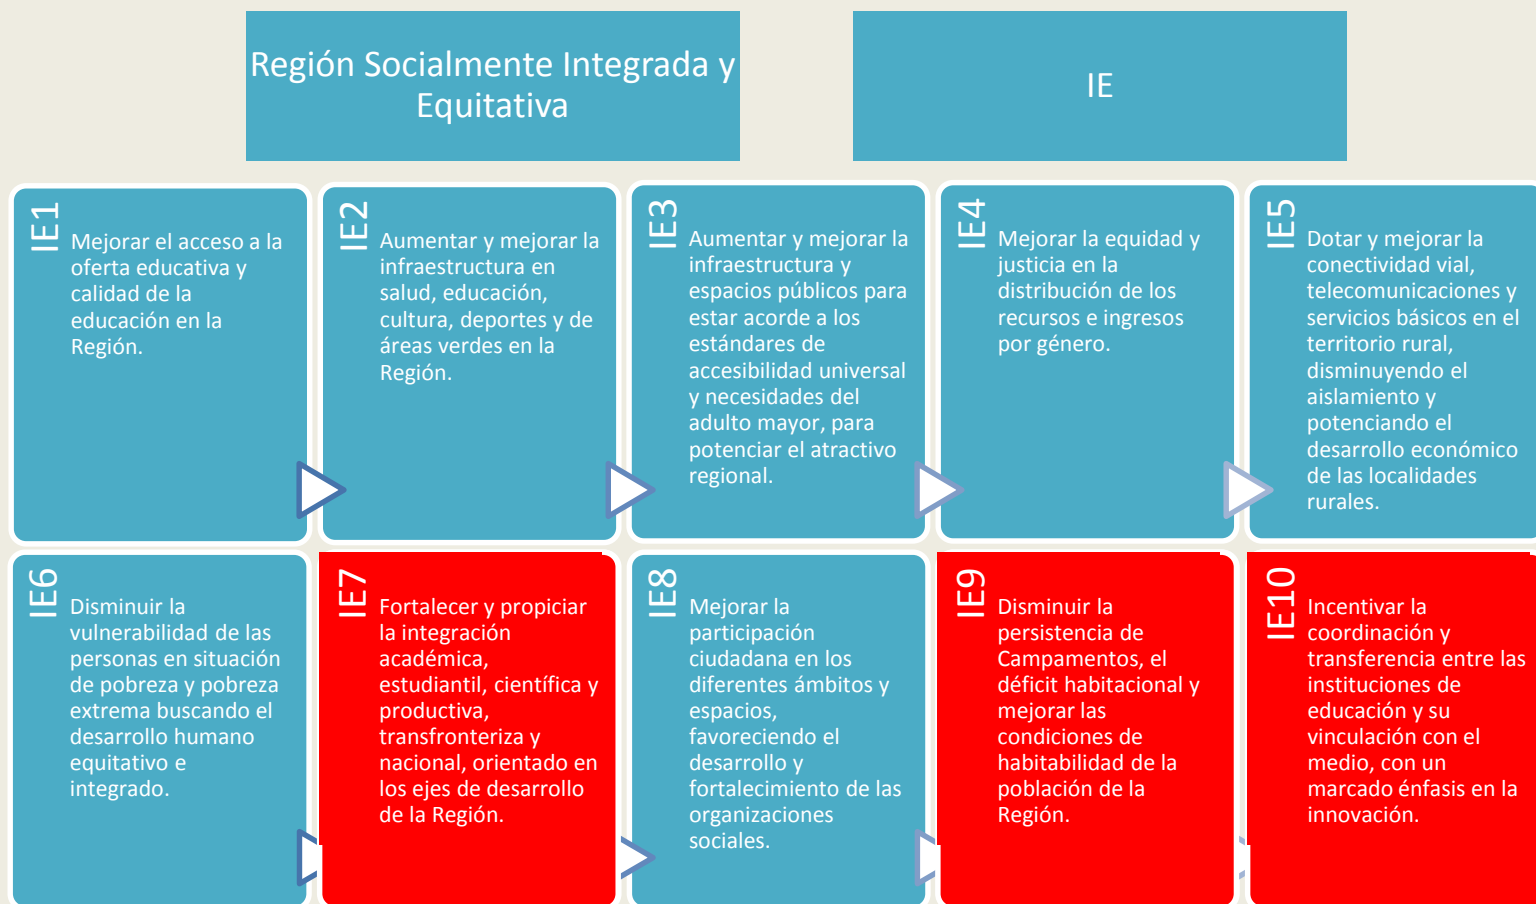 Región Socialmente Integrada y
Equitativa
IE
IE1
Mejorar el acceso a la
oferta educativa y
calidad de la
educación en la
Región.
IE2
Aumentar y mejorar la
infraestructura en
salud, educación,
cultura, deportes y de
áreas verdes en la
Región.
IE3
Aumentar y mejorar la
infraestructura y
espacios públicos para
estar acorde a los
estándares de
accesibilidad universal
y necesidades del
adulto mayor, para
potenciar el atractivo
regional.
IE4
Mejorar la equidad y
justicia en la
distribución de los
recursos e ingresos
por género.
IE5
Dotar y mejorar la
conectividad vial,
telecomunicaciones y
servicios básicos en el
territorio rural,
disminuyendo el
aislamiento y
potenciando el
desarrollo económico
de las localidades
rurales.
IE6
Disminuir la
vulnerabilidad de las
personas en situación
de pobreza y pobreza
extrema buscando el
desarrollo humano
equitativo e
integrado.
IE7
Fortalecer y propiciar
la integración
académica,
estudiantil, científica y
productiva,
transfronteriza y
nacional, orientado en
los ejes de desarrollo
de la Región.
IE8
Mejorar la
participación
ciudadana en los
diferentes ámbitos y
espacios,
favoreciendo el
desarrollo y
fortalecimiento de las
organizaciones
sociales.
IE9
Disminuir la
persistencia de
Campamentos, el
déficit habitacional y
mejorar las
condiciones de
habitabilidad de la
población de la
Región.
IE10
Incentivar la
coordinación y
transferencia entre las
instituciones de
educación y su
vinculación con el
medio, con un
marcado énfasis en la
innovación.